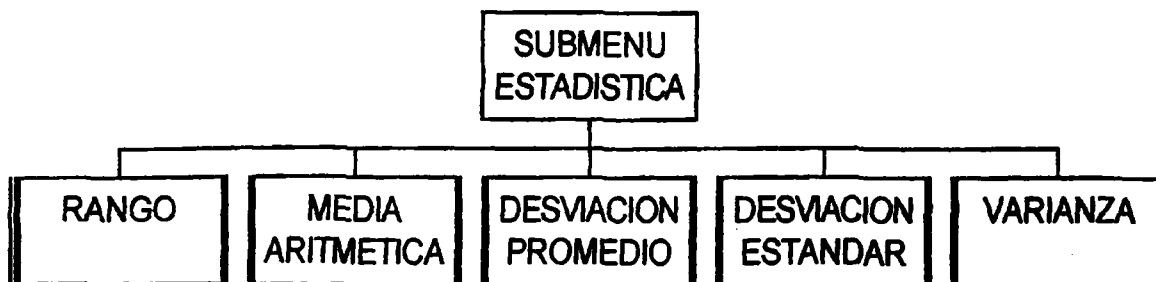 SUBMENU
ESTADISTICA
RANGO
MEDIA
ARITMETICA
DESVIACION
PROMEDIO
DESVIACION
ESTANDAR
VARIANZA